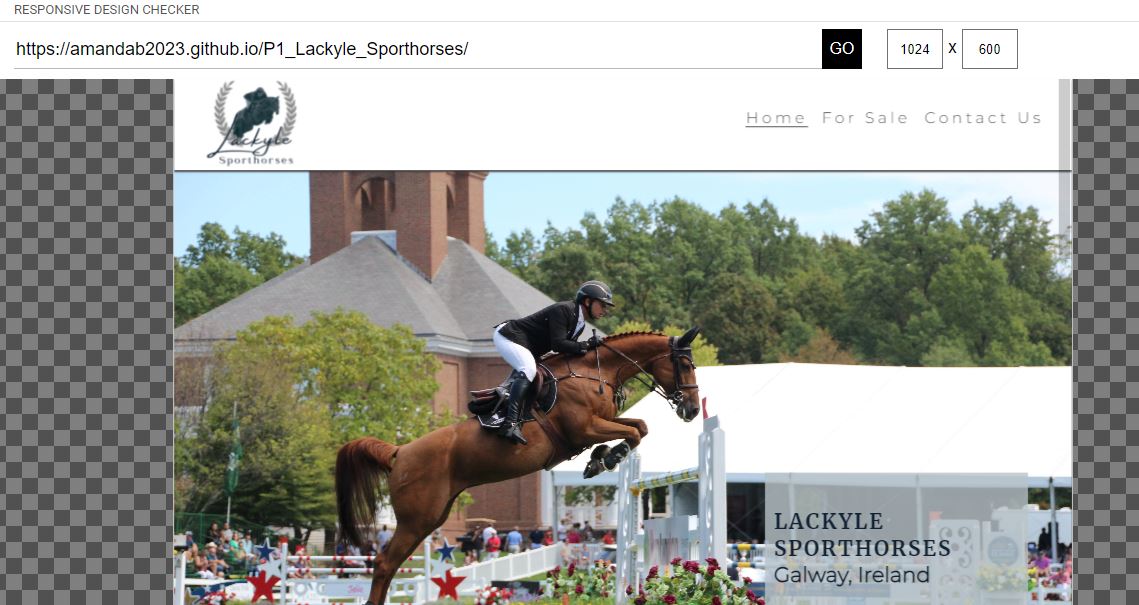 RESPONSIVE DESIGN CHECKER
https://amandab2023.github.io/P1_Lackyle_Sporthorses/ GO 1024 X 600
Lackyle
Sporthorses
Home For Sale Contact Us
LACKYLE
SPORTHORSES
Galway, Ireland